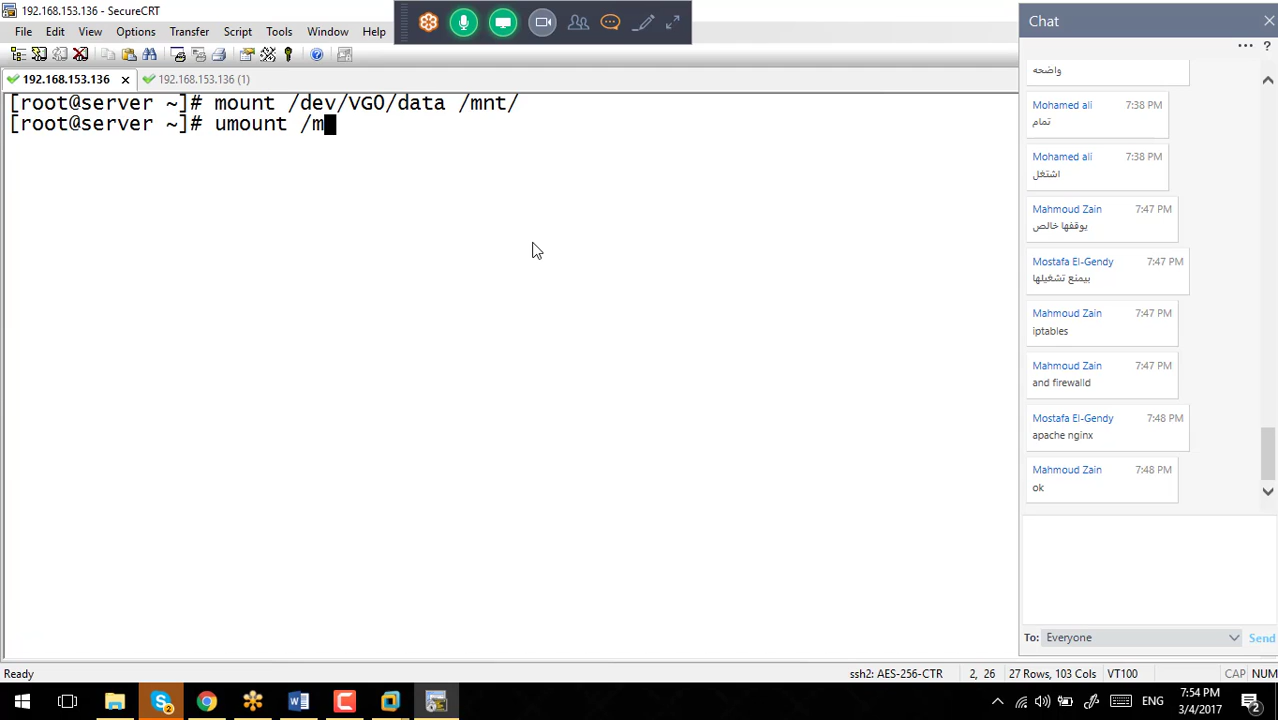 192.168.153.136 - SecureCRT
File Edit View Options Transfer Script Tools Window Help
192.168.153.136
192.168.153.136 (1)
[root@server ~]# mount /dev/VG0/data /mnt/
[root@server ~]# umount /m
Chat
واضحه
Mohamed ali 7:38 PM
تمام
Mohamed ali 7:38 PM
اشتغل
Mahmoud Zain 7:47 PM
يوقفها خالص
Mostafa El-Gendy 7:47 PM
بيمنع تشغيلها
Mahmoud Zain 7:47 PM
iptables
Mahmoud Zain 7:47 PM
and firewalld
Mostafa El-Gendy 7:48 PM
apache nginx
Mahmoud Zain 7:48 PM
ok
To: Everyone Send
Ready ssh2: AES-256-CTR 2, 26 27 Rows, 103 Cols VT100 CAP NUM
ENG
7:54 PM
3/4/2017